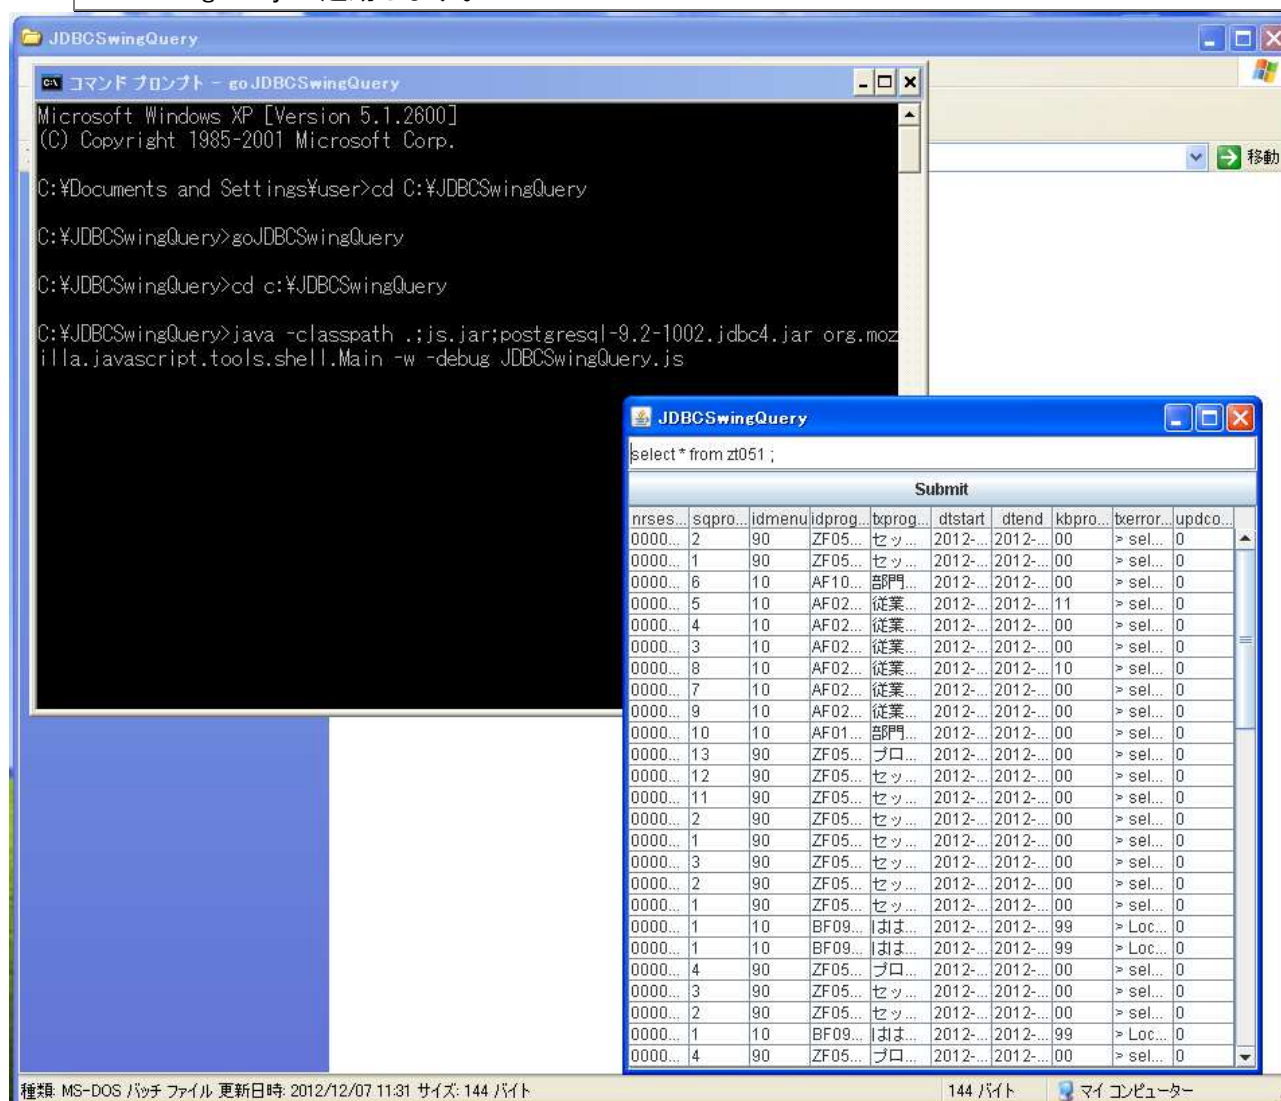 JDBCSwingQuery
コマンド プロンプト - goJDBCSwingQuery
Microsoft Windows XP [Version 5.1.2600]
(C) Copyright 1985-2001 Microsoft Corp.
C:¥Documents and Settings¥user>cd C:¥JDBCSwingQuery
C:¥JDBCSwingQuery>goJDBCSwingQuery
C:¥JDBCSwingQuery>cd c:¥JDBCSwingQuery
C:¥JDBCSwingQuery>java -classpath .;js.jar;postgresql-9.2-1002.jdbc4.jar org.moz
illa.javascript.tools.shell.Main -w -debug JDBCSwingQuery.js
移動
JDBCSwingQuery
select * from zt051 ;
Submit
nrses... sqpro... idmenu idprog... txprog... dtstart dtend kbpro... txerror... updco...
0000... 2 90 ZF05... セッ... 2012-... 2012-... 00 > sel... 0
0000... 1 90 ZF05... セッ... 2012-... 2012-... 00 > sel... 0
0000... 6 10 AF10... 部門... 2012-... 2012-... 00 > sel... 0
0000... 5 10 AF02... 従業... 2012-... 2012-... 11 > sel... 0
0000... 4 10 AF02... 従業... 2012-... 2012-... 00 > sel... 0
0000... 3 10 AF02... 従業... 2012-... 2012-... 00 > sel... 0
0000... 8 10 AF02... 従業... 2012-... 2012-... 10 > sel... 0
0000... 7 10 AF02... 従業... 2012-... 2012-... 00 > sel... 0
0000... 9 10 AF02... 従業... 2012-... 2012-... 00 > sel... 0
0000... 10 10 AF01... 部門... 2012-... 2012-... 00 > sel... 0
0000... 13 90 ZF05... プロ... 2012-... 2012-... 00 > sel... 0
0000... 12 90 ZF05... セッ... 2012-... 2012-... 00 > sel... 0
0000... 11 90 ZF05... セッ... 2012-... 2012-... 00 > sel... 0
0000... 2 90 ZF05... セッ... 2012-... 2012-... 00 > sel... 0
0000... 1 90 ZF05... セッ... 2012-... 2012-... 00 > sel... 0
0000... 3 90 ZF05... セッ... 2012-... 2012-... 00 > sel... 0
0000... 2 90 ZF05... セッ... 2012-... 2012-... 00 > sel... 0
0000... 1 90 ZF05... セッ... 2012-... 2012-... 00 > sel... 0
0000... 1 10 BF09... はは... 2012-... 2012-... 99 > Loc... 0
0000... 1 10 BF09... はは... 2012-... 2012-... 99 > Loc... 0
0000... 4 90 ZF05... プロ... 2012-... 2012-... 00 > sel... 0
0000... 3 90 ZF05... セッ... 2012-... 2012-... 00 > sel... 0
0000... 2 90 ZF05... セッ... 2012-... 2012-... 00 > sel... 0
0000... 1 10 BF09... はは... 2012-... 2012-... 99 > Loc... 0
0000... 4 90 ZF05... プロ... 2012-... 2012-... 00 > sel... 0
種類: MS-DOS バッチ ファイル 更新日時: 2012/12/07 11:31 サイズ: 144 バイト
144 バイト
マイ コンピューター